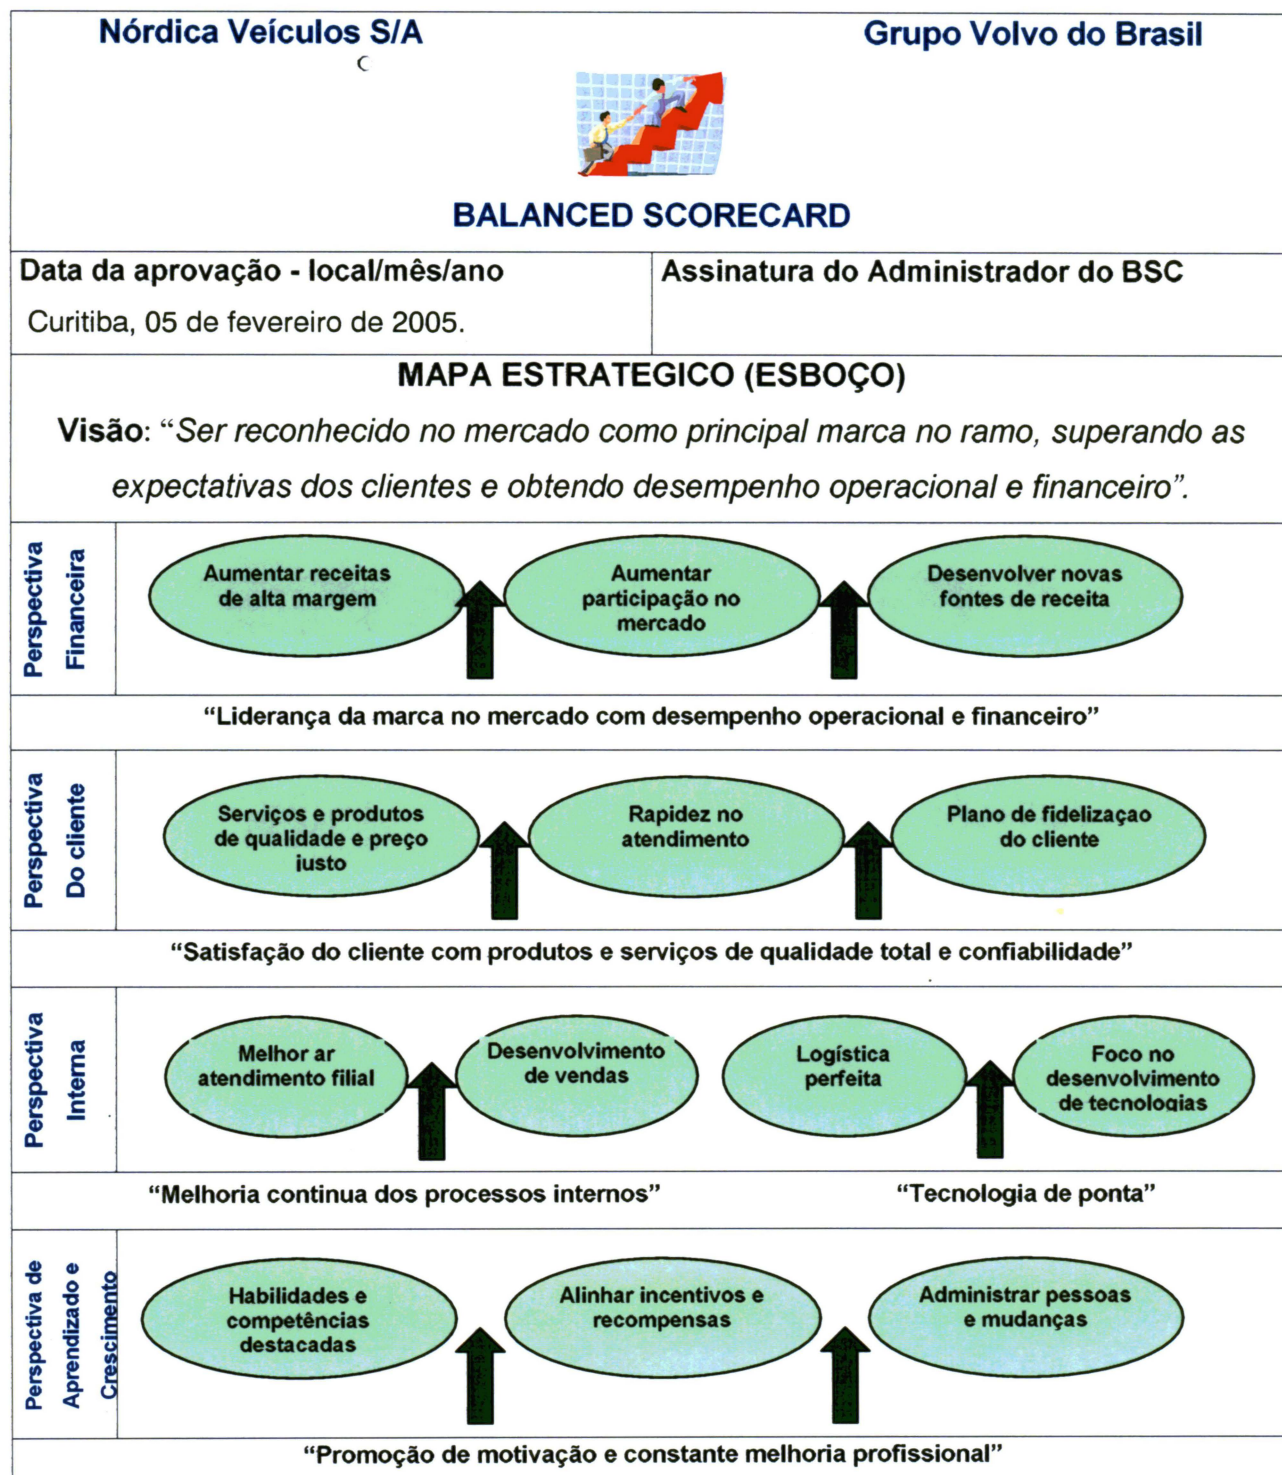 Nórdica Veículos S/A
Grupo Volvo do Brasil
BALANCED SCORECARD
Data da aprovação - local/mês/ano
Assinatura do Administrador do BSC
Curitiba, 05 de fevereiro de 2005.
MAPA ESTRATEGICO (ESBOÇO)
Visão: “Ser reconhecido no mercado como principal marca no ramo, superando as
expectativas dos clientes e obtendo desempenho operacional e financeiro”.
Perspectiva
Financeira
Aumentar receitas
de alta margem
Aumentar
participação no
mercado
Desenvolver novas
fontes de receita
“Liderança da marca no mercado com desempenho operacional e financeiro”
Perspectiva
Do cliente
Serviços e produtos
de qualidade e preço
justo
Rapidez no
atendimento
Plano de fidelizaçao
do cliente
“Satisfação do cliente com produtos e serviços de qualidade total e confiabilidade”
Perspectiva
Interna
Melhor ar
atendimento filial
Desenvolvimento
de vendas
Logística
perfeita
Foco no
desenvolvimento
de tecnologias
“Melhoria continua dos processos internos”
“Tecnologia de ponta”
Perspectiva de
Aprendizado e
Crescimento
Habilidades e
competências
destacadas
Alinhar incentivos e
recompensas
Administrar pessoas
e mudanças
“Promoção de motivação e constante melhoria profissional”